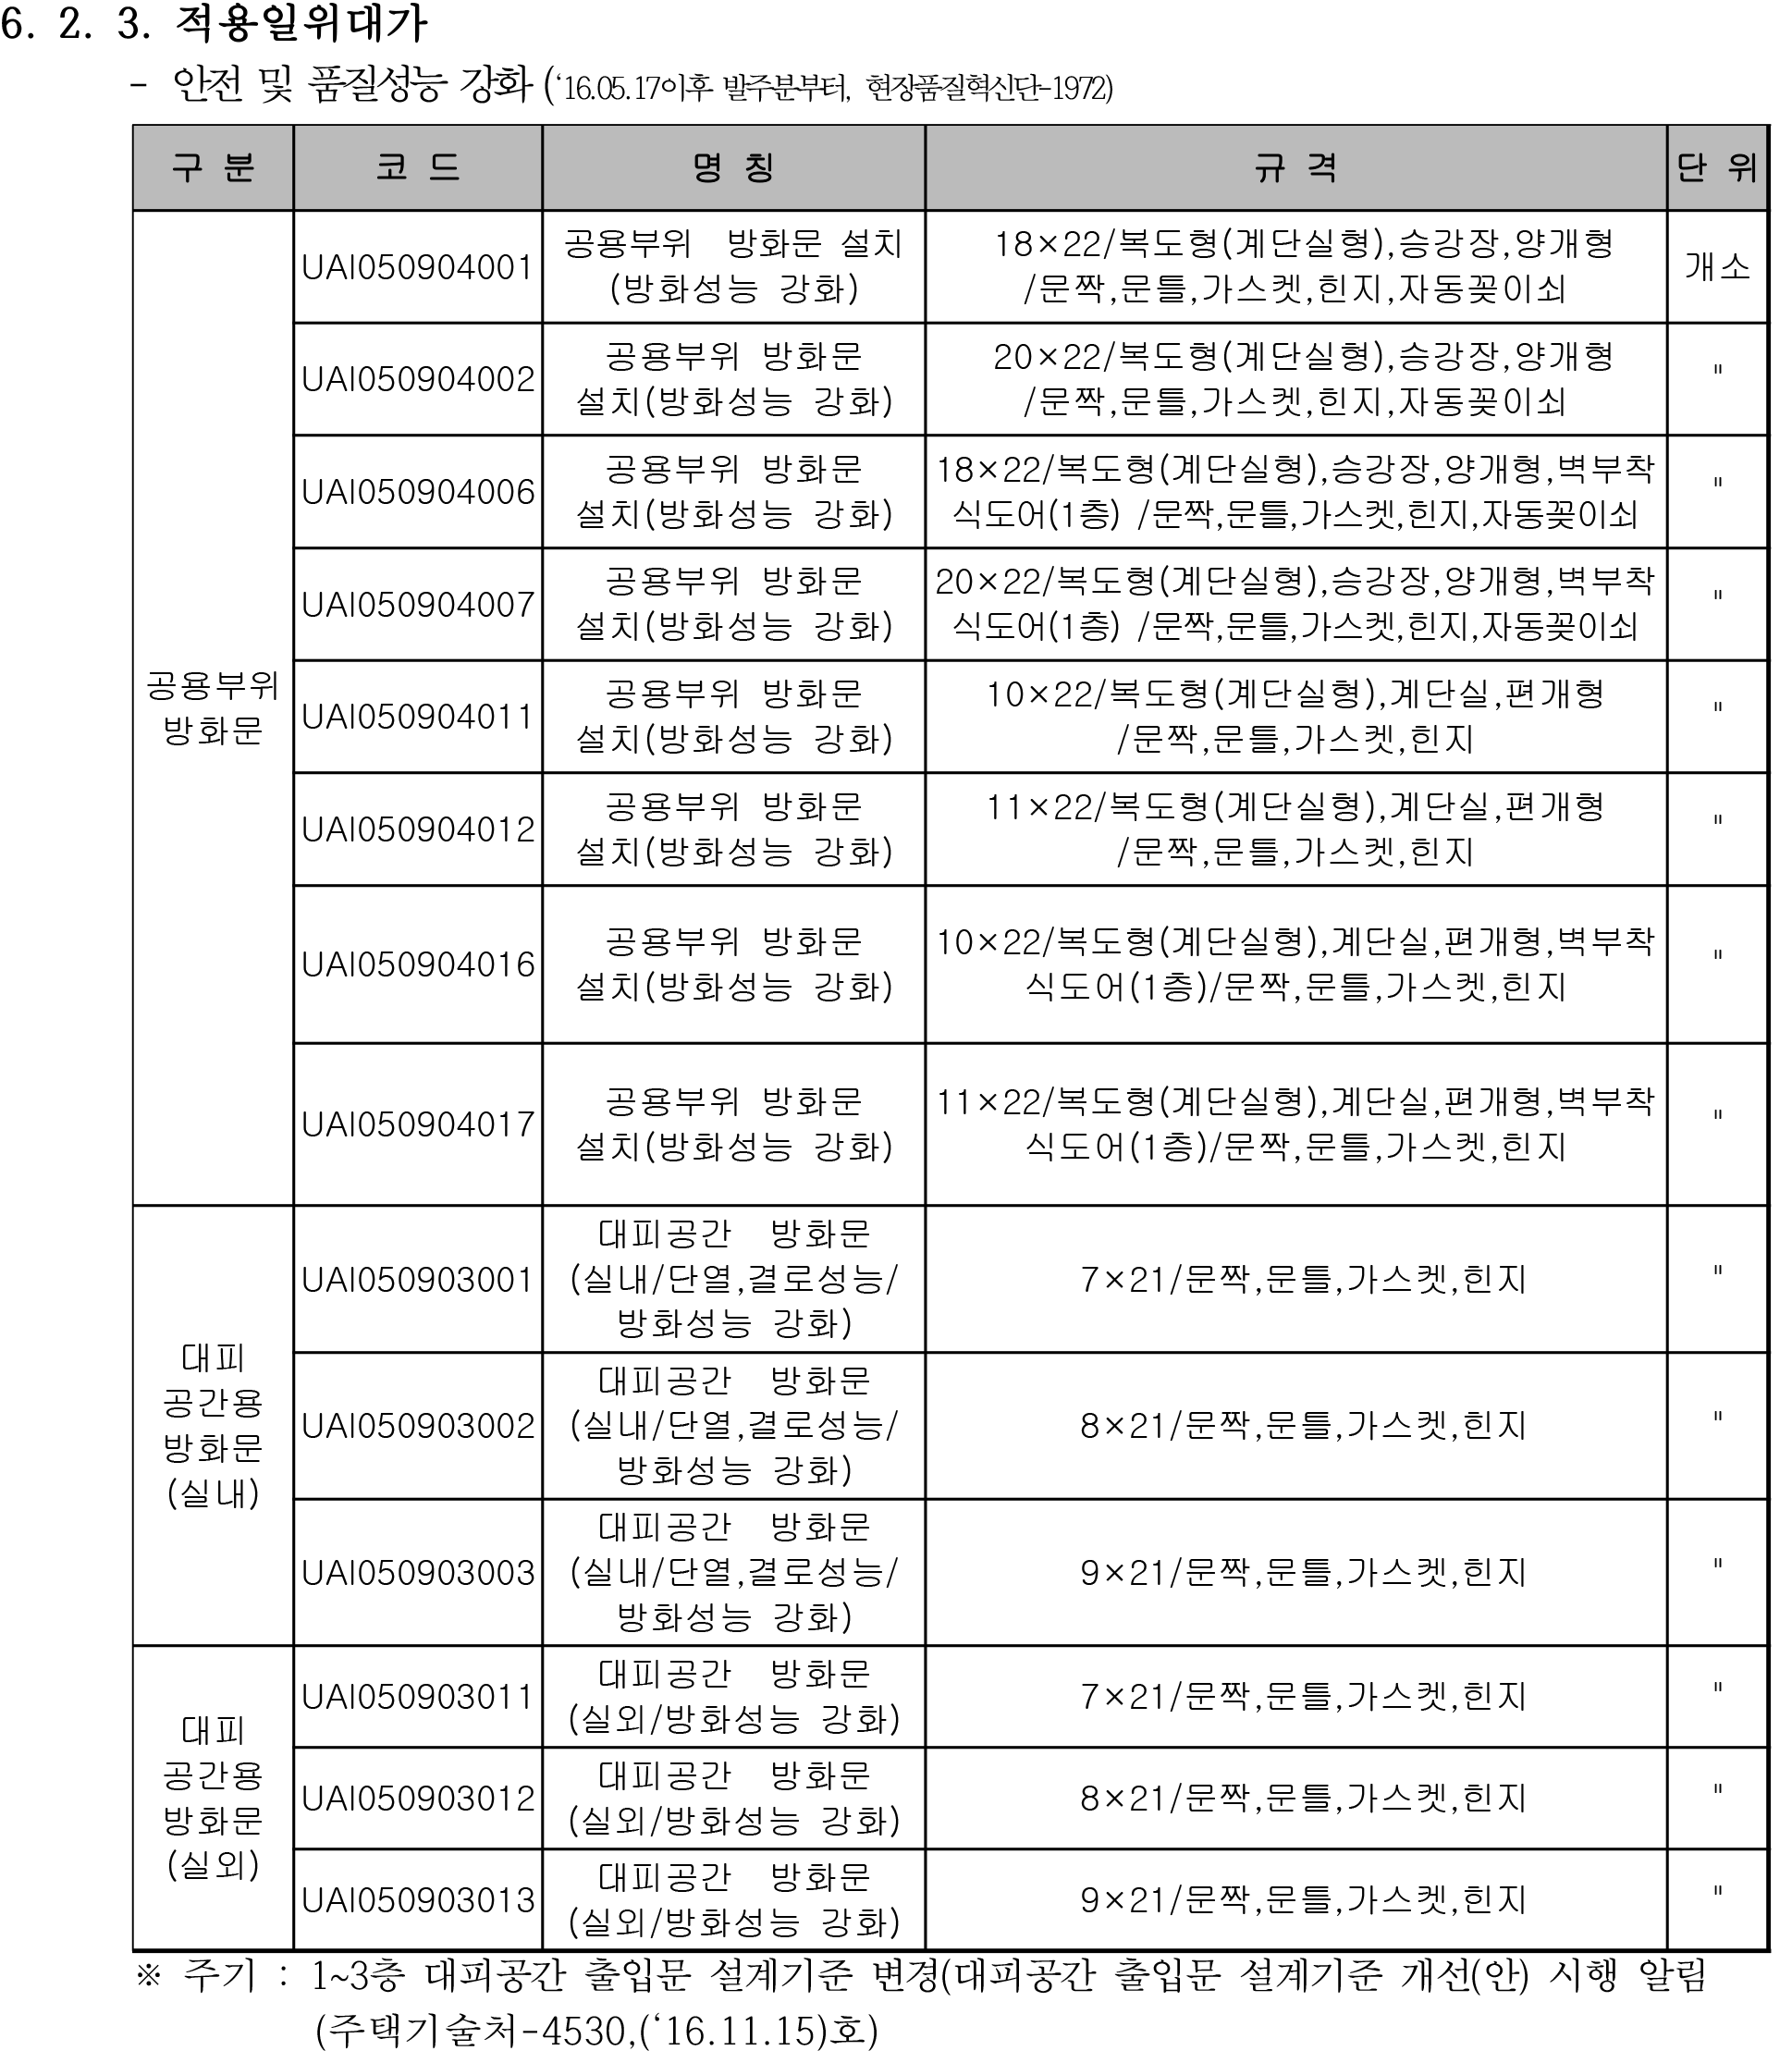 6. 2. 3. 적용일위대가
- 안전 및 품질성능 강화 (‘16.05.17이후 발주분부터, 현장품질혁신단-1972)
구 분 코 드 명 칭 규 격 단 위
공용부위
방화문
UAI050904001
공용부위 방화문 설치
(방화성능 강화)
18×22/복도형(계단실형),승강장,양개형
/문짝,문틀,가스켓,힌지,자동꽂이쇠
개소
UAI050904002
공용부위 방화문
설치(방화성능 강화)
20×22/복도형(계단실형),승강장,양개형
/문짝,문틀,가스켓,힌지,자동꽂이쇠
"
UAI050904006
공용부위 방화문
설치(방화성능 강화)
18×22/복도형(계단실형),승강장,양개형,벽부착
식도어(1층) /문짝,문틀,가스켓,힌지,자동꽂이쇠
"
UAI050904007
공용부위 방화문
설치(방화성능 강화)
20×22/복도형(계단실형),승강장,양개형,벽부착
식도어(1층) /문짝,문틀,가스켓,힌지,자동꽂이쇠
"
UAI050904011
공용부위 방화문
설치(방화성능 강화)
10×22/복도형(계단실형),계단실,편개형
/문짝,문틀,가스켓,힌지
"
UAI050904012
공용부위 방화문
설치(방화성능 강화)
11×22/복도형(계단실형),계단실,편개형
/문짝,문틀,가스켓,힌지
"
UAI050904016
공용부위 방화문
설치(방화성능 강화)
10×22/복도형(계단실형),계단실,편개형,벽부착
식도어(1층)/문짝,문틀,가스켓,힌지
"
UAI050904017
공용부위 방화문
설치(방화성능 강화)
11×22/복도형(계단실형),계단실,편개형,벽부착
식도어(1층)/문짝,문틀,가스켓,힌지
"
대피
공간용
방화문
(실내)
UAI050903001
대피공간 방화문
(실내/단열,결로성능/
방화성능 강화)
7×21/문짝,문틀,가스켓,힌지
"
UAI050903002
대피공간 방화문
(실내/단열,결로성능/
방화성능 강화)
8×21/문짝,문틀,가스켓,힌지
"
UAI050903003
대피공간 방화문
(실내/단열,결로성능/
방화성능 강화)
9×21/문짝,문틀,가스켓,힌지
"
대피
공간용
방화문
(실외)
UAI050903011
대피공간 방화문
(실외/방화성능 강화)
7×21/문짝,문틀,가스켓,힌지
"
UAI050903012
대피공간 방화문
(실외/방화성능 강화)
8×21/문짝,문틀,가스켓,힌지
"
UAI050903013
대피공간 방화문
(실외/방화성능 강화)
9×21/문짝,문틀,가스켓,힌지
"
※ 주기 : 1~3층 대피공간 출입문 설계기준 변경(대피공간 출입문 설계기준 개선(안) 시행 알림
(주택기술처-4530,(‘16.11.15)호)